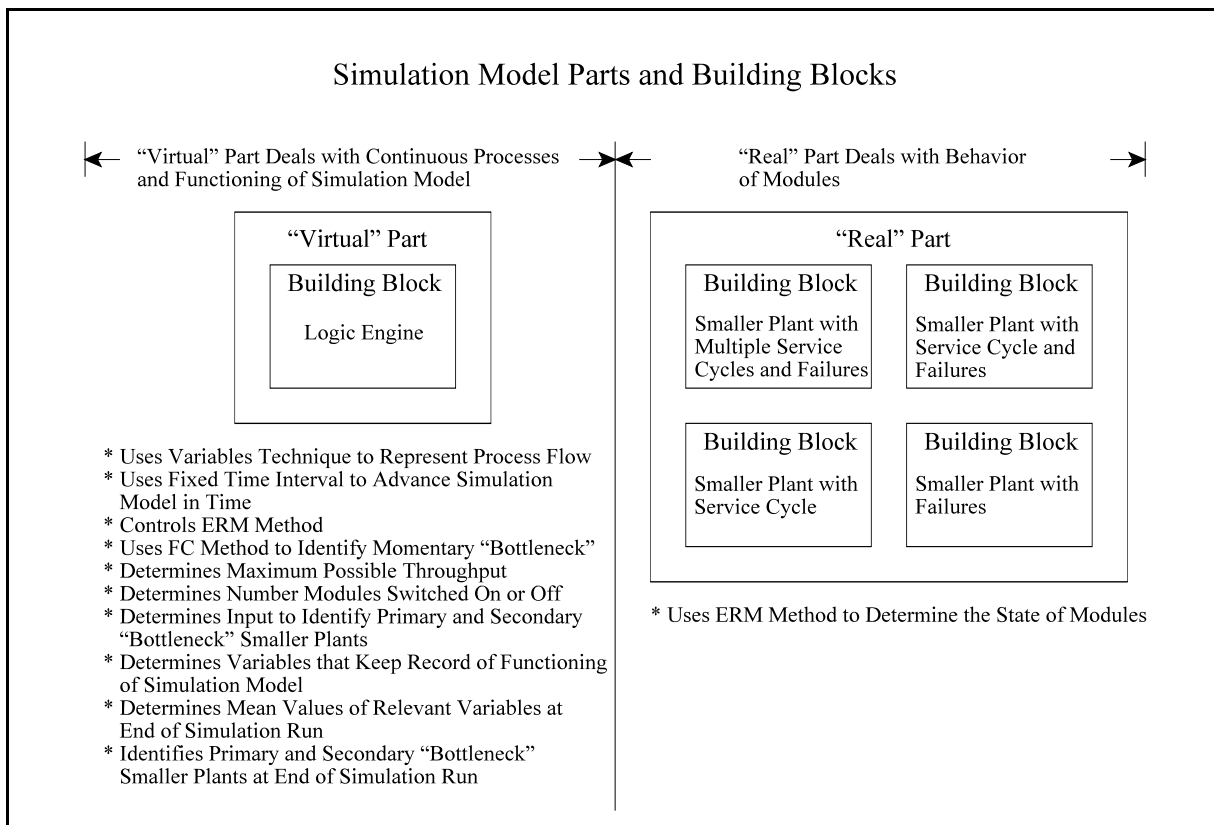 Simulation Model Parts and Building Blocks
“Virtual” Part Deals with Continuous Processes
and Functioning of Simulation Model
“Virtual” Part
Building Block
Logic Engine
* Uses Variables Technique to Represent Process Flow
* Uses Fixed Time Interval to Advance Simulation
Model in Time
* Controls ERM Method
* Uses FC Method to Identify Momentary “Bottleneck”
* Determines Maximum Possible Throughput
* Determines Number Modules Switched On or Off
* Determines Input to Identify Primary and Secondary
“Bottleneck” Smaller Plants
* Determines Variables that Keep Record of Functioning
of Simulation Model
* Determines Mean Values of Relevant Variables at
End of Simulation Run
* Identifies Primary and Secondary “Bottleneck”
Smaller Plants at End of Simulation Run
“Real” Part Deals with Behavior
of Modules
“Real” Part
Building Block
Smaller Plant with
Multiple Service
Cycles and Failures
Building Block
Smaller Plant with
Service Cycle and
Failures
Building Block
Smaller Plant with
Service Cycle
Building Block
Smaller Plant with
Failures
* Uses ERM Method to Determine the State of Modules